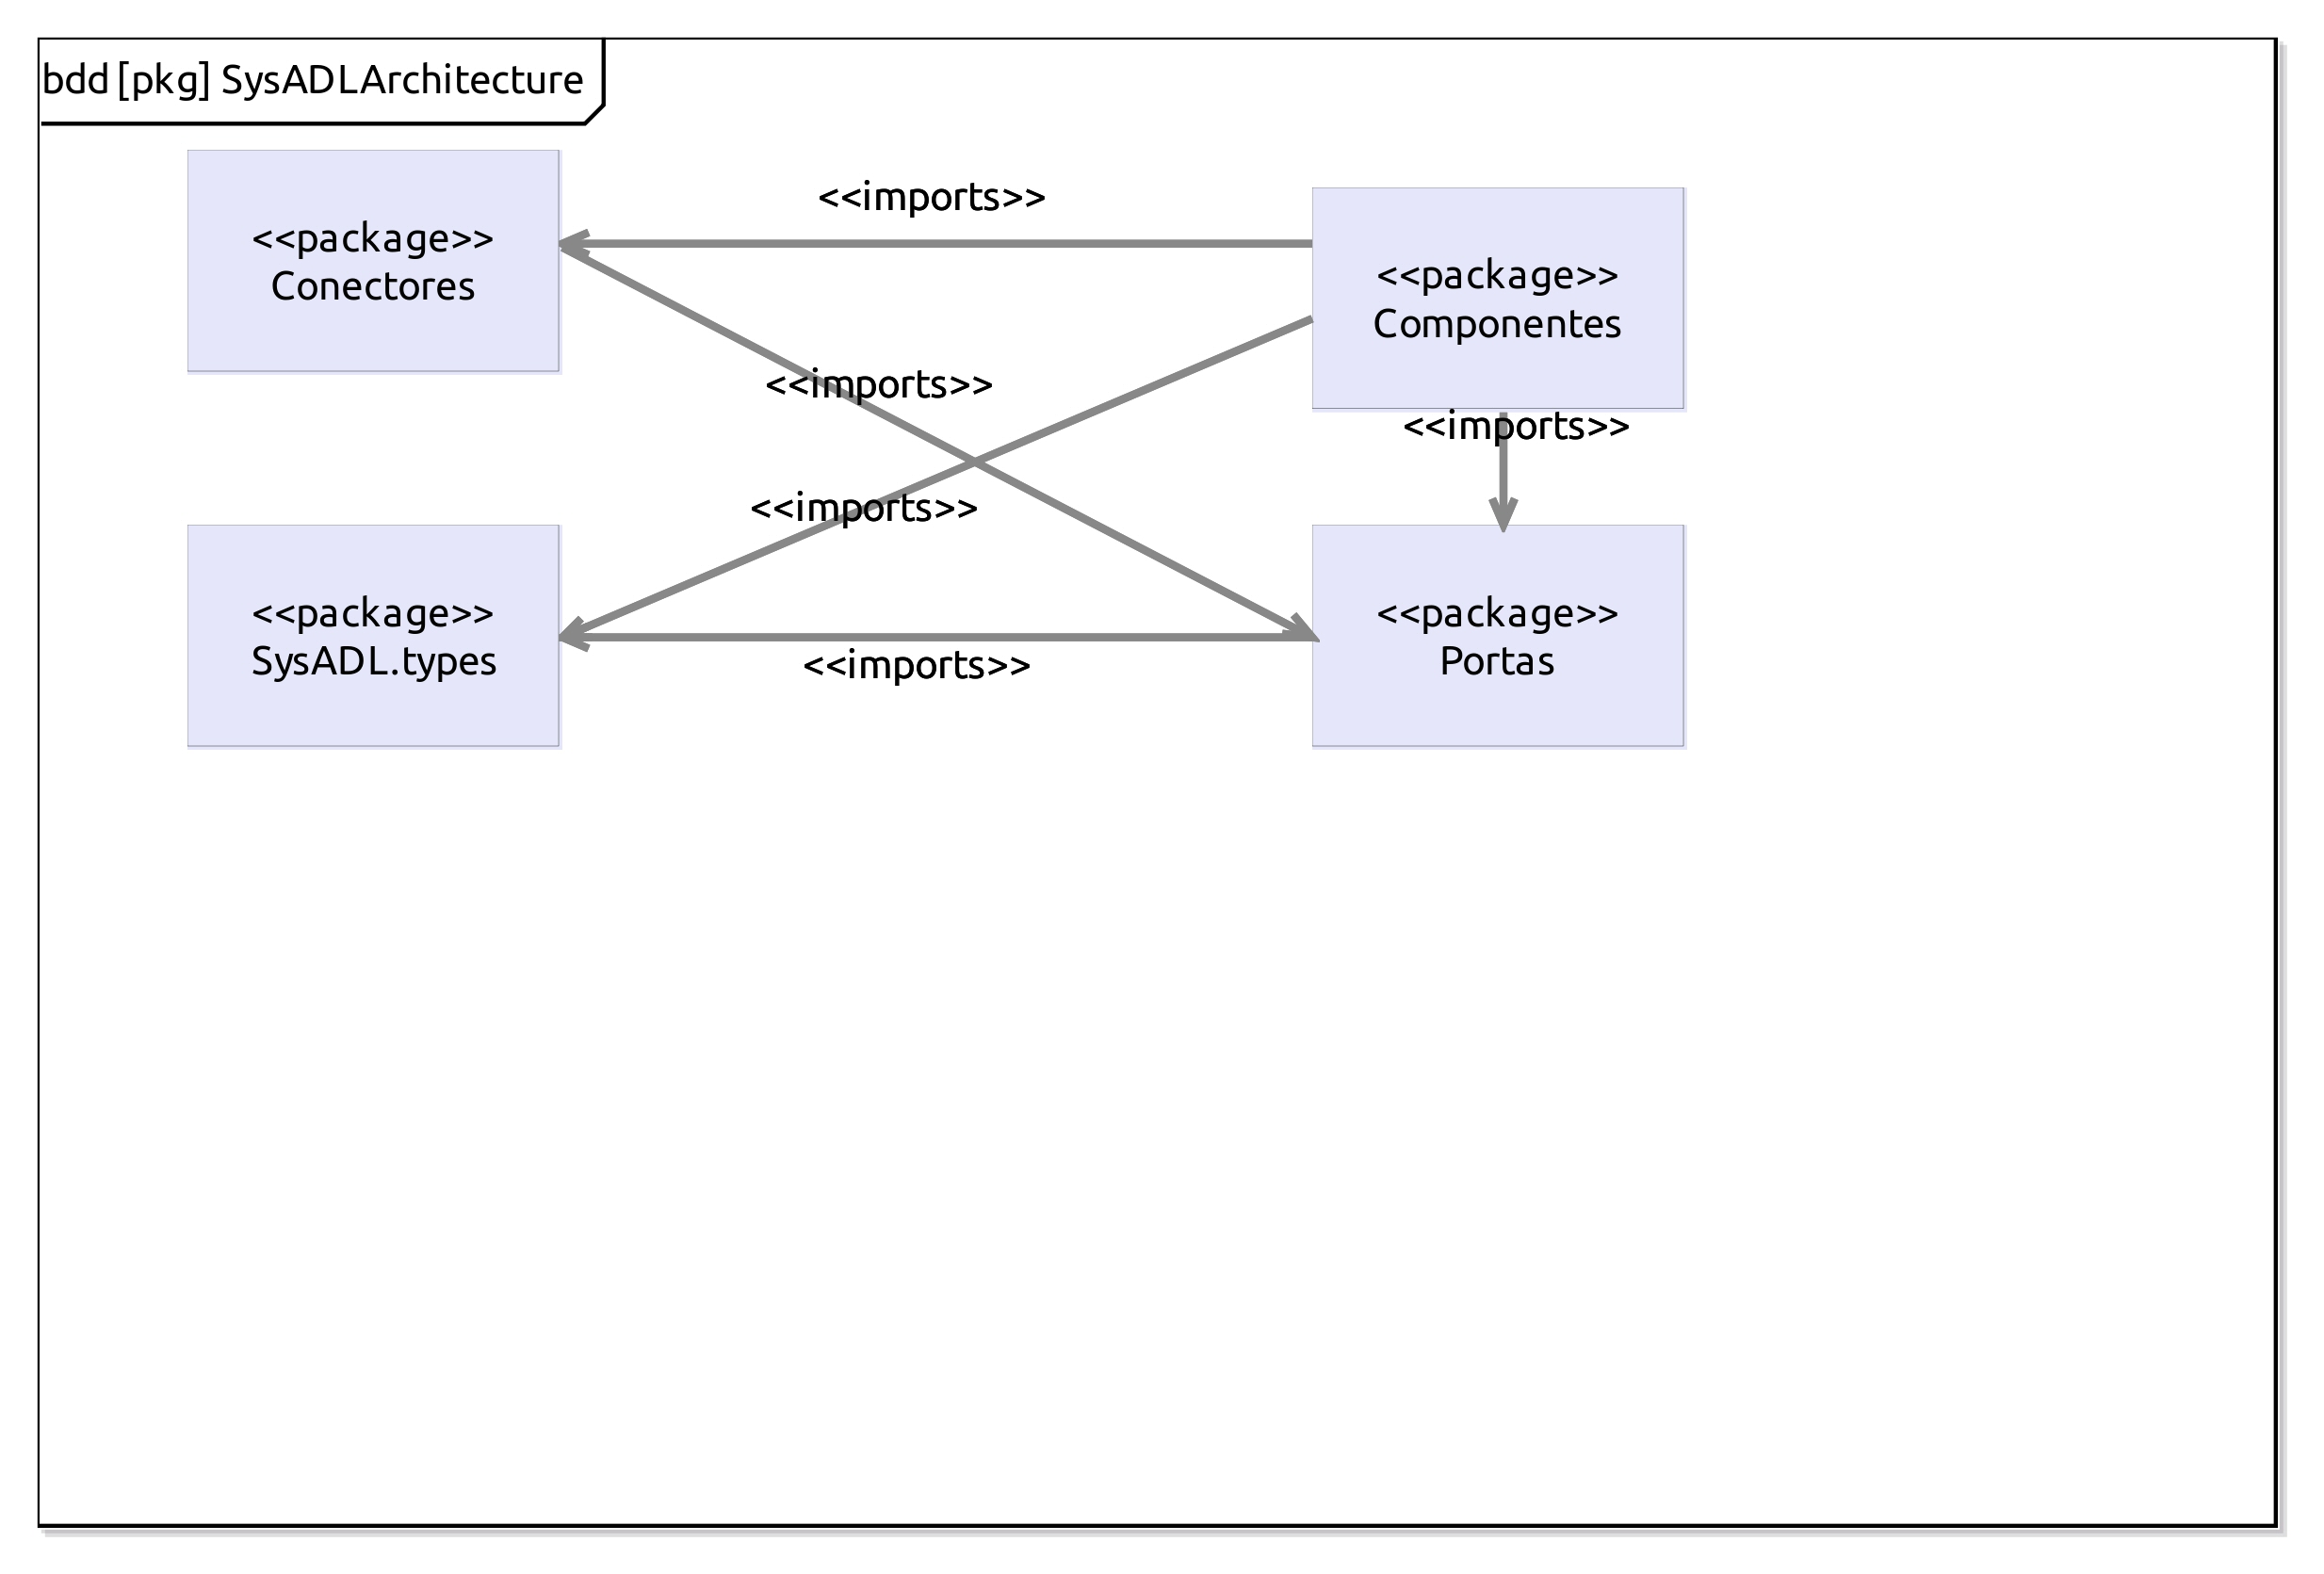 bdd [pkg] SysADLArchitecture
<<package>>
Conectores
<<imports>>
<<package>>
Componentes
<<imports>>
<<imports>>
<<imports>>
<<package>>
SysADL.types
<<imports>>
<<package>>
Portas